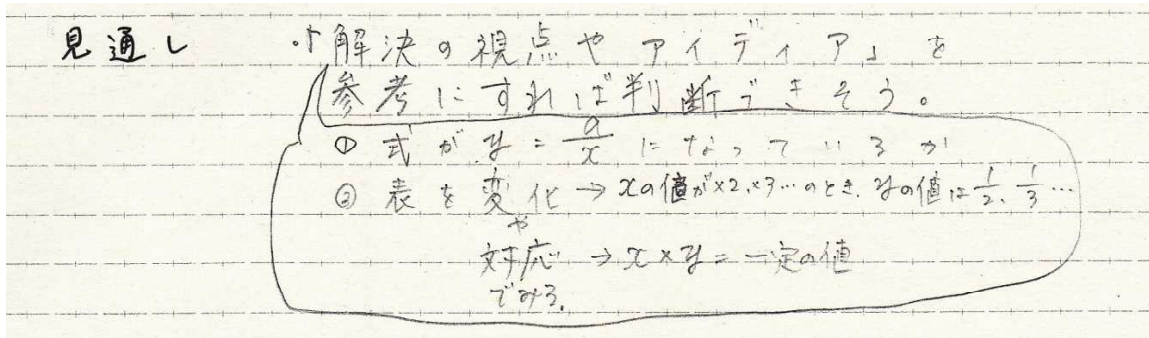 見通し ・「解決の視点やアイディア」を
参考にすれば判断できそう。
① 式が y = a/x になっているか
② 表を変化 → xの値が×2、×3…のとき、yの値は 1/2、1/3…
や
対応 → x×y=一定の値
でみる。